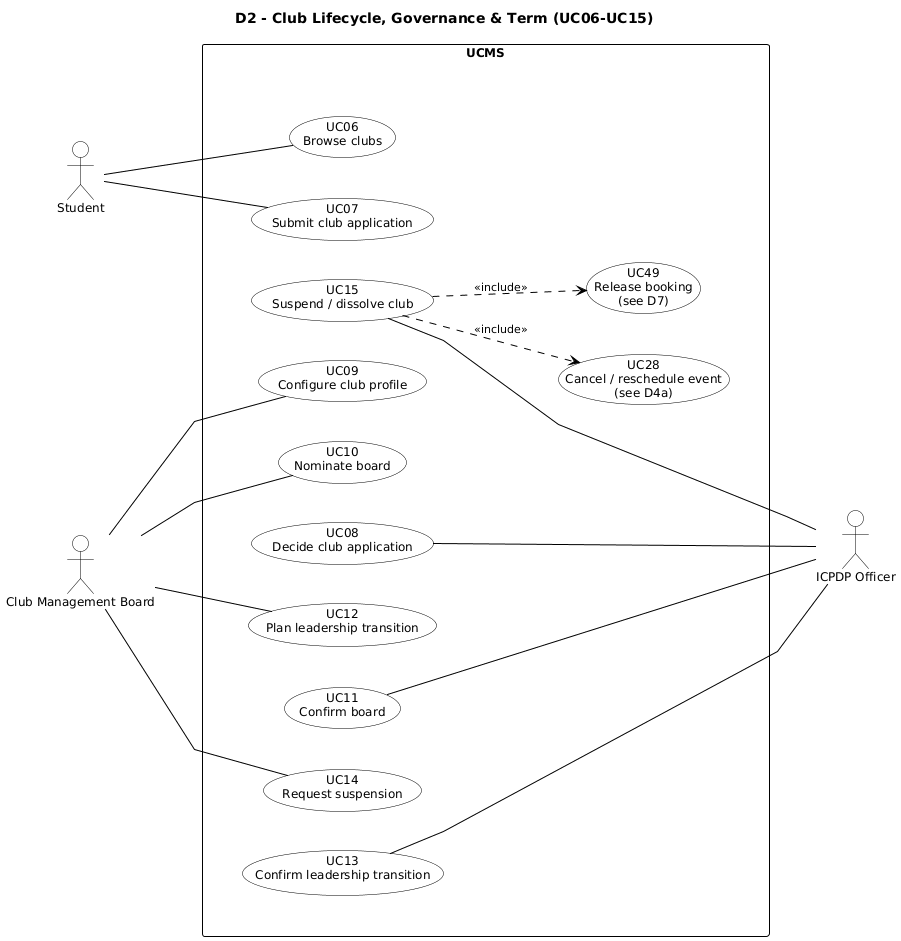 D2 - Club Lifecycle, Governance & Term (UC06-UC15)
UCMS
UC06
Browse clubs
Student
UC07
Submit club application
UC15
Suspend / dissolve club
«include»
UC49
Release booking
(see D7)
«include»
UC28
Cancel / reschedule event
(see D4a)
UC09
Configure club profile
UC10
Nominate board
UC08
Decide club application
Club Management Board
ICPDP Officer
UC12
Plan leadership transition
UC11
Confirm board
UC14
Request suspension
UC13
Confirm leadership transition